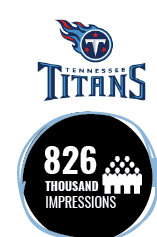 T
TENNESSEE
TITANS
826
THOUSAND
IMPRESSIONS